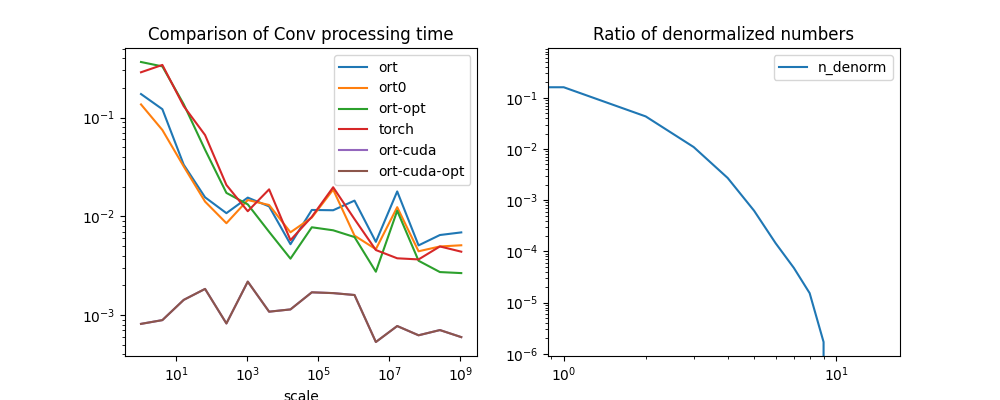 Comparison of Conv processing time
ort
ort0
ort-opt
torch
ort-cuda
ort-cuda-opt
10⁻¹
10⁻²
10⁻³
10¹
10³
10⁵
10⁷
10⁹
scale
Ratio of denormalized numbers
n_denorm
10⁻¹
10⁻²
10⁻³
10⁻⁴
10⁻⁵
10⁻⁶
10⁰
10¹